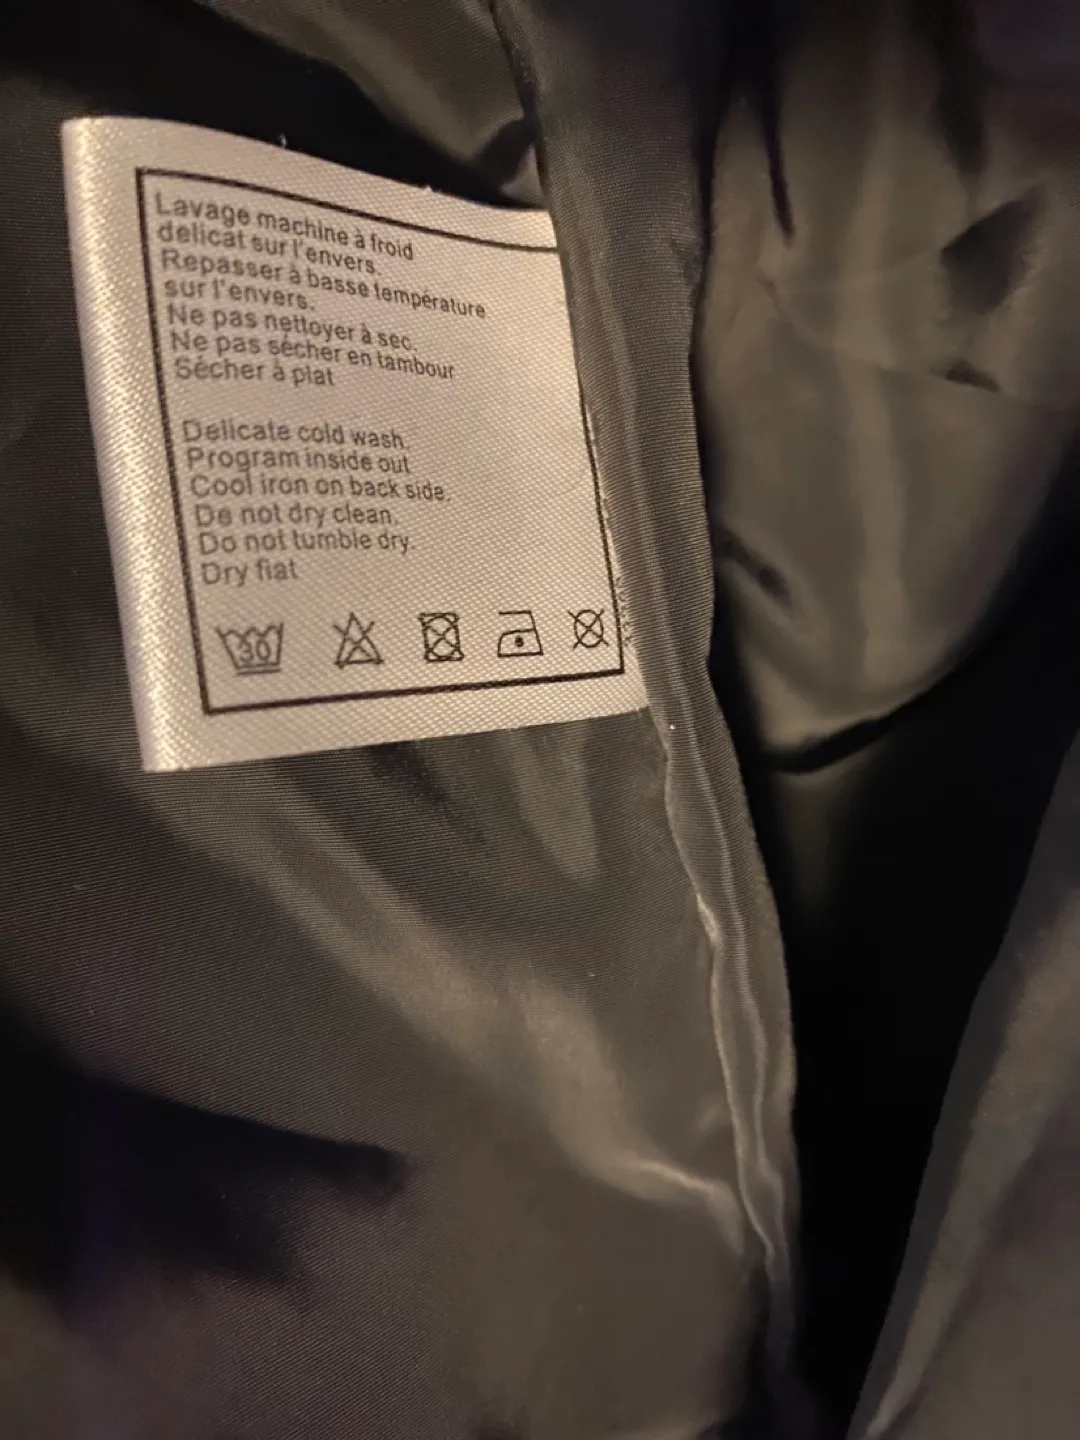 Lavage machine à froid
delicat sur l'envers.
Repasser à basse température
sur l'envers.
Ne pas nettoyer à sec.
Ne pas sécher en tambour
Sécher à plat
Delicate cold wash.
Program inside out
Cool iron on back side.
De not dry clean.
Do not tumble dry.
Dry fiat
30